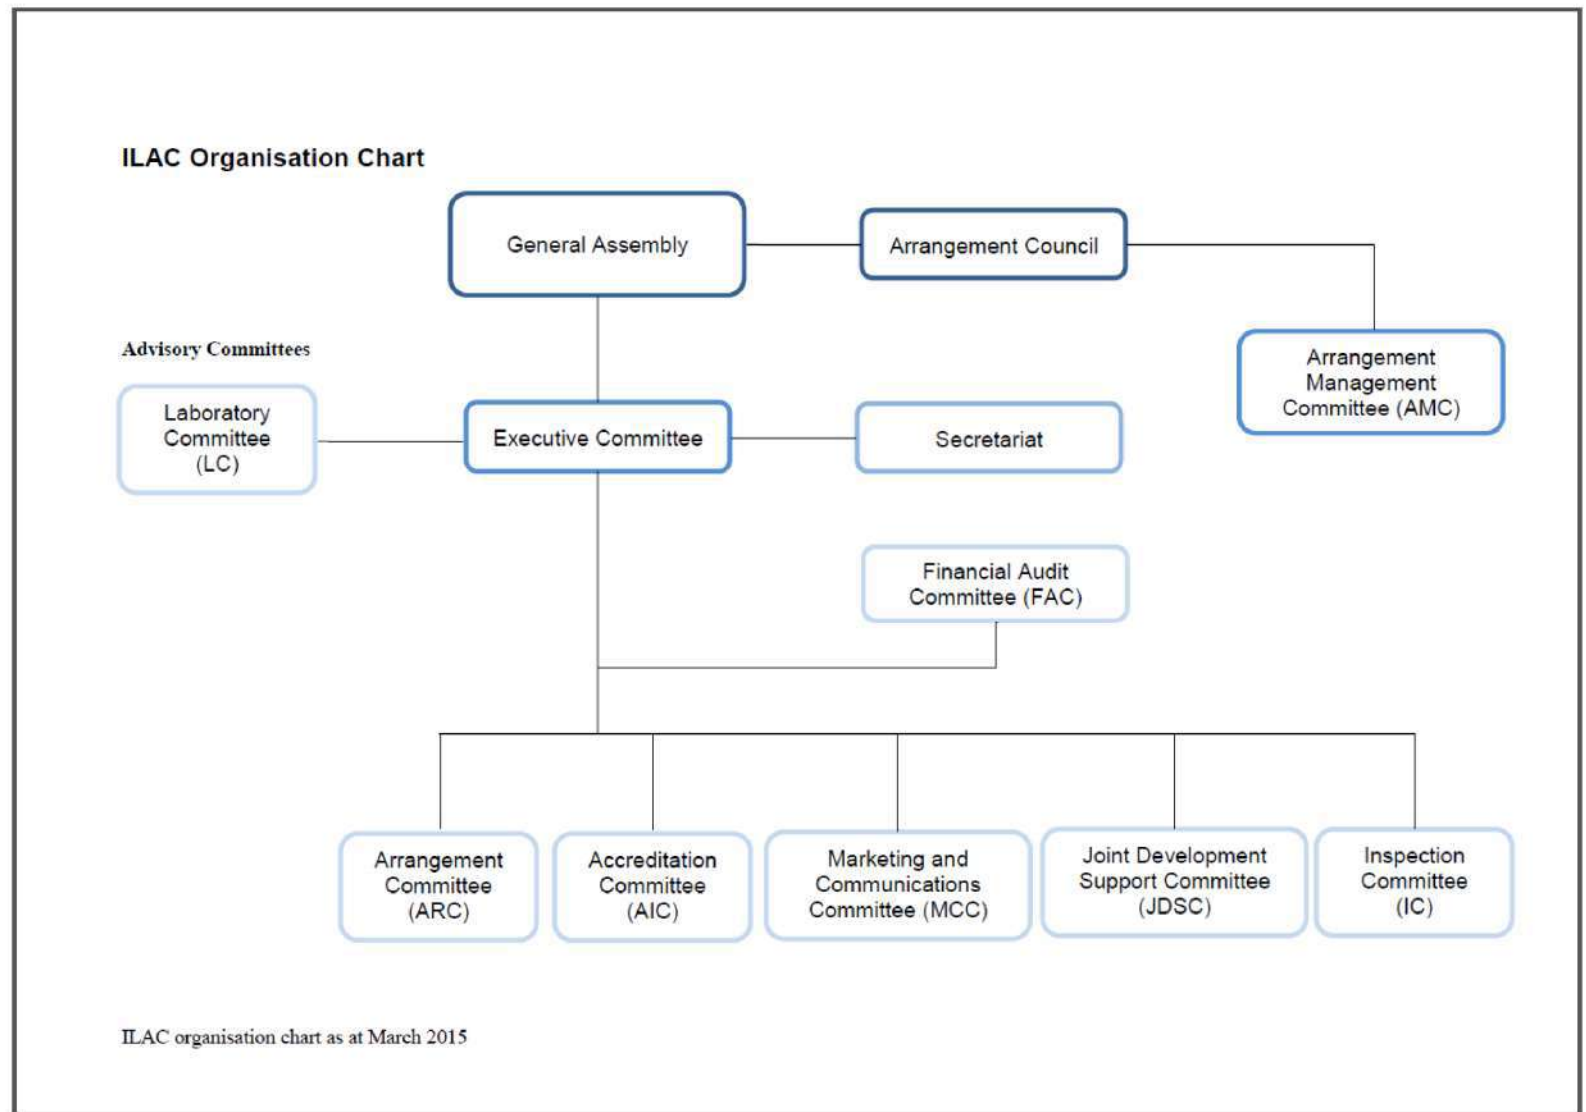 ILAC Organisation Chart
General Assembly
Arrangement Council
Arrangement
Management
Committee (AMC)
Advisory Committees
Laboratory
Committee
(LC)
Executive Committee
Secretariat
Financial Audit
Committee (FAC)
Arrangement
Committee
(ARC)
Accreditation
Committee
(AIC)
Marketing and
Communications
Committee (MCC)
Joint Development
Support Committee
(JDSC)
Inspection
Committee
(IC)
ILAC organisation chart as at March 2015